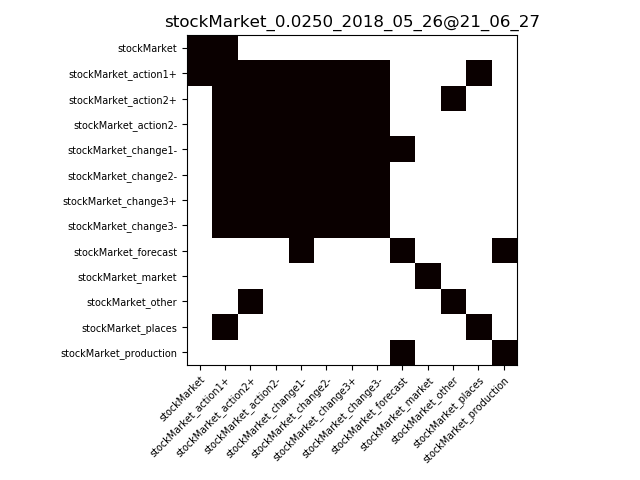 stockMarket_0.0250_2018_05_26@21_06_27
stockMarket
stockMarket_action1+
stockMarket_action2+
stockMarket_action2-
stockMarket_change1-
stockMarket_change2-
stockMarket_change3+
stockMarket_change3-
stockMarket_forecast
stockMarket_market
stockMarket_other
stockMarket_places
stockMarket_production
stockMarket
stockMarket_action1+
stockMarket_action2+
stockMarket_action2-
stockMarket_change1-
stockMarket_change2-
stockMarket_change3+
stockMarket_change3-
stockMarket_forecast
stockMarket_market
stockMarket_other
stockMarket_places
stockMarket_production